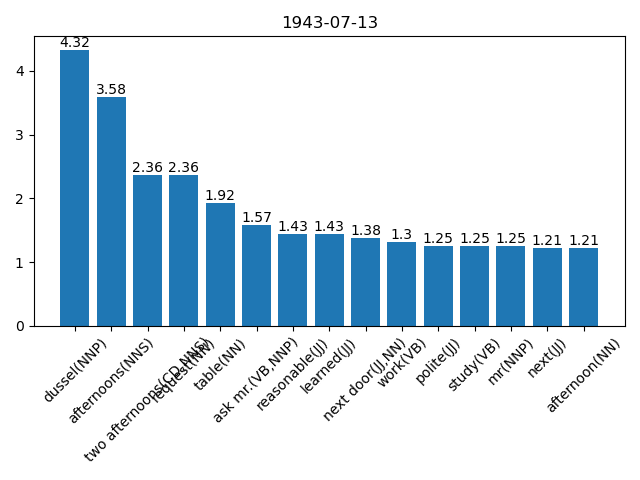 1943-07-13
4.32
3.58
2.36
2.36
1.92
1.57
1.43
1.43
1.38
1.3
1.25
1.25
1.25
1.21
1.21
4
3
2
1
0
dussel(NNP)
afternoons(NNS)
two afternoons(CD,NNS)
request(NN)
table(NN)
ask mr.(VB,NNP)
reasonable(JJ)
learned(JJ)
next door(JJ,NN)
work(VB)
polite(JJ)
study(VB)
mr(NNP)
next(JJ)
afternoon(NN)